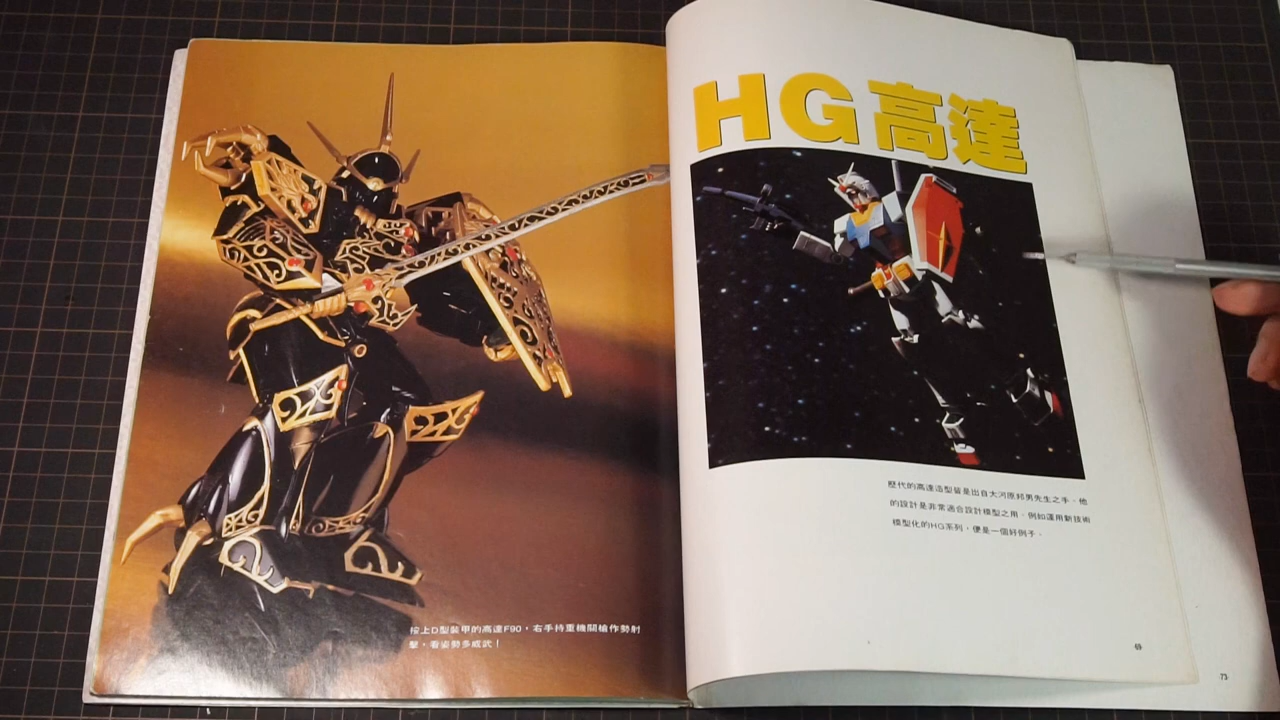 按上D型裝甲的高達F90，右手持重機關槍作勢射
擊，看姿勢多威武！
HG高達
歷代的高達造型皆是出自大河原邦男先生之手，他
的設計是非常適合設計模型之用，例如運用新技術
模型化的HG系列，便是一個好例子。
69
73